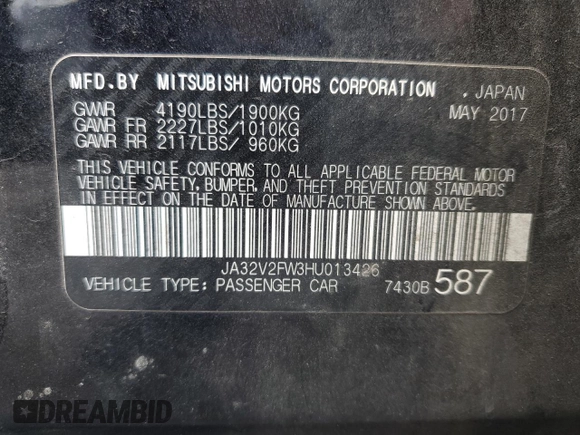 MFD.BY MITSUBISHI MOTORS CORPORATION . JAPAN
GVWR 4190LBS/1900KG MAY 2017
GAWR FR 2227LBS/1010KG
GAWR RR 2117LBS/ 960KG
THIS VEHICLE CONFORMS TO ALL APPLICABLE FEDERAL MOTOR
VEHICLE SAFETY, BUMPER, AND THEFT PREVENTION STANDARDS
IN EFFECT ON THE DATE OF MANUFACTURE SHOWN ABOVE.
JA32V2FW3HU013426
VEHICLE TYPE: PASSENGER CAR 7430B 587
DREAMBID